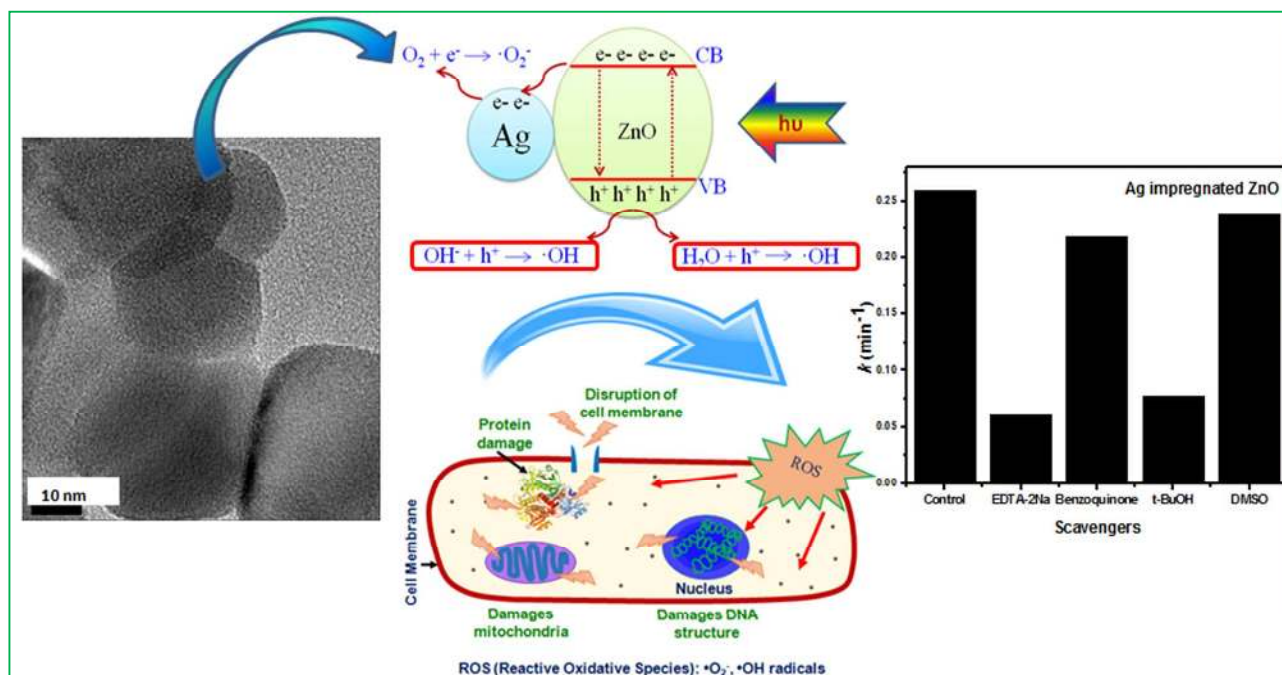 O₂ + e⁻ → ·O₂⁻
e- e- e- e-
CB
e- e-
Ag
ZnO
hυ
h⁺ h⁺ h⁺ h⁺
VB
OH⁻ + h⁺ → ·OH
H₂O + h⁺ → ·OH
10 nm
Disruption of
cell membrane
Protein
damage
ROS
Cell Membrane
Nucleus
Damages
mitochondria
Damages DNA
structure
ROS (Reactive Oxidative Species): •O₂⁻, •OH radicals
Ag impregnated ZnO
k (min⁻¹)
0.25
0.20
0.15
0.10
0.05
0.00
Control EDTA-2Na Benzoquinone t-BuOH DMSO
Scavengers